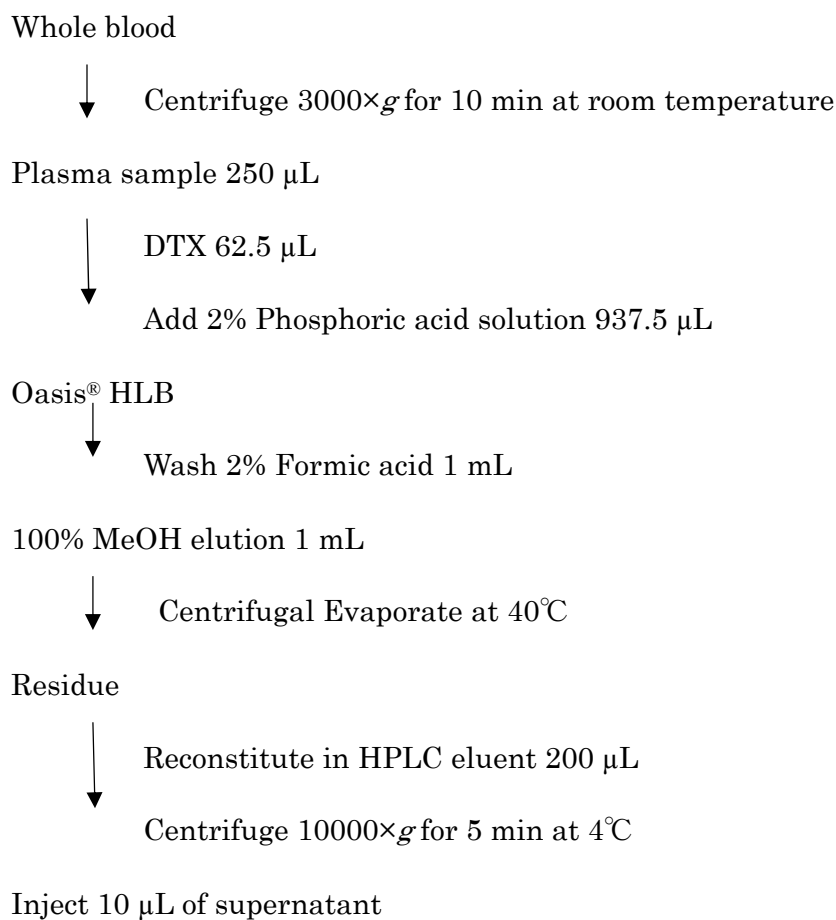 Whole blood
Centrifuge 3000×g for 10 min at room temperature
Plasma sample 250 µL
DTX 62.5 µL
Add 2% Phosphoric acid solution 937.5 µL
Oasis® HLB
Wash 2% Formic acid 1 mL
100% MeOH elution 1 mL
Centrifugal Evaporate at 40℃
Residue
Reconstitute in HPLC eluent 200 µL
Centrifuge 10000×g for 5 min at 4℃
Inject 10 µL of supernatant